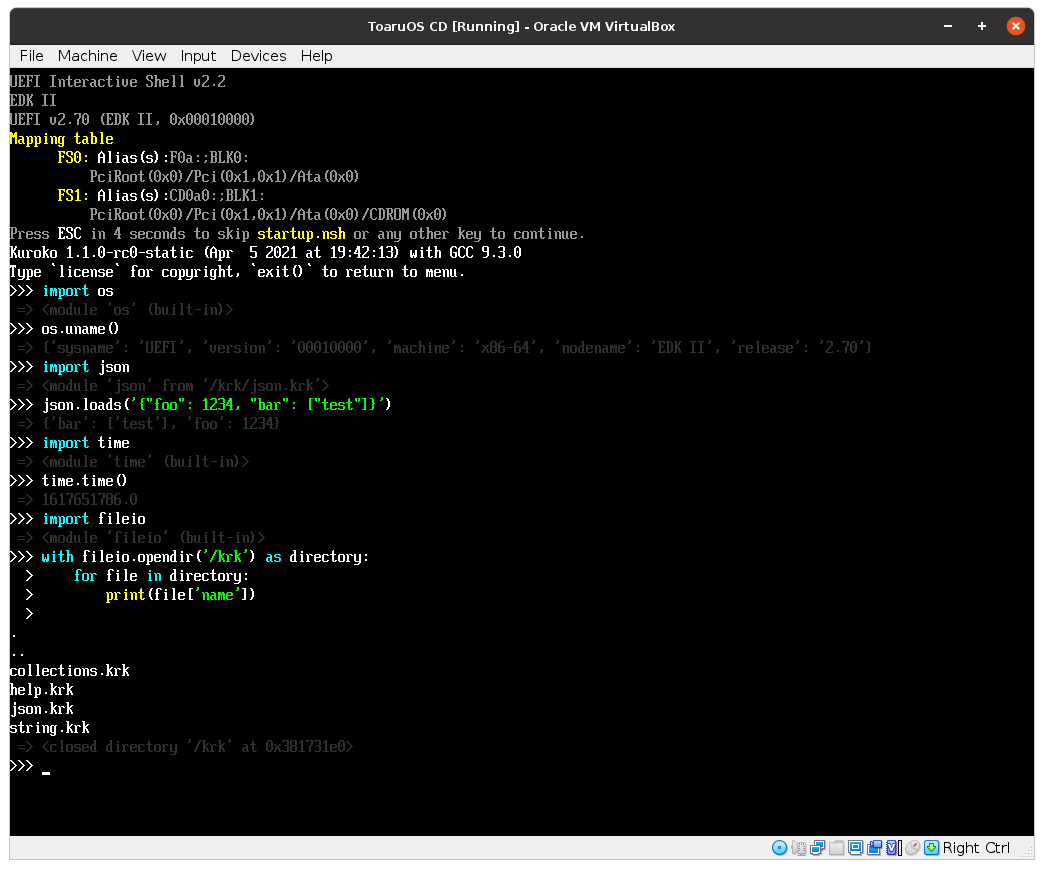 ToaruOS CD [Running] - Oracle VM VirtualBox
File Machine View Input Devices Help
UEFI Interactive Shell v2.2
EDK II
UEFI v2.70 (EDK II, 0x00010000)
Mapping table
      FS0: Alias(s):F0a:;BLK0:
          PciRoot(0x0)/Pci(0x1,0x1)/Ata(0x0)
      FS1: Alias(s):CD0a0:;BLK1:
          PciRoot(0x0)/Pci(0x1,0x1)/Ata(0x0)/CDROM(0x0)
Press ESC in 4 seconds to skip startup.nsh or any other key to continue.
Kuroko 1.1.0-rc0-static (Apr  5 2021 at 19:42:13) with GCC 9.3.0
Type `license` for copyright, `exit()` to return to menu.
>>> import os
 => <module 'os' (built-in)>
>>> os.uname()
 => {'sysname': 'UEFI', 'version': '00010000', 'machine': 'x86-64', 'nodename': 'EDK II', 'release': '2.70'}
>>> import json
 => <module 'json' from '/krk/json.krk'>
>>> json.loads('{"foo": 1234, "bar": ["test"]}')
 => {'bar': ['test'], 'foo': 1234}
>>> import time
 => <module 'time' (built-in)>
>>> time.time()
 => 1617651786.0
>>> import fileio
 => <module 'fileio' (built-in)>
>>> with fileio.opendir('/krk') as directory:
  >     for file in directory:
  >         print(file['name'])
  >
.
..
collections.krk
help.krk
json.krk
string.krk
 => <closed directory '/krk' at 0x381731e0>
>>> _
Right Ctrl